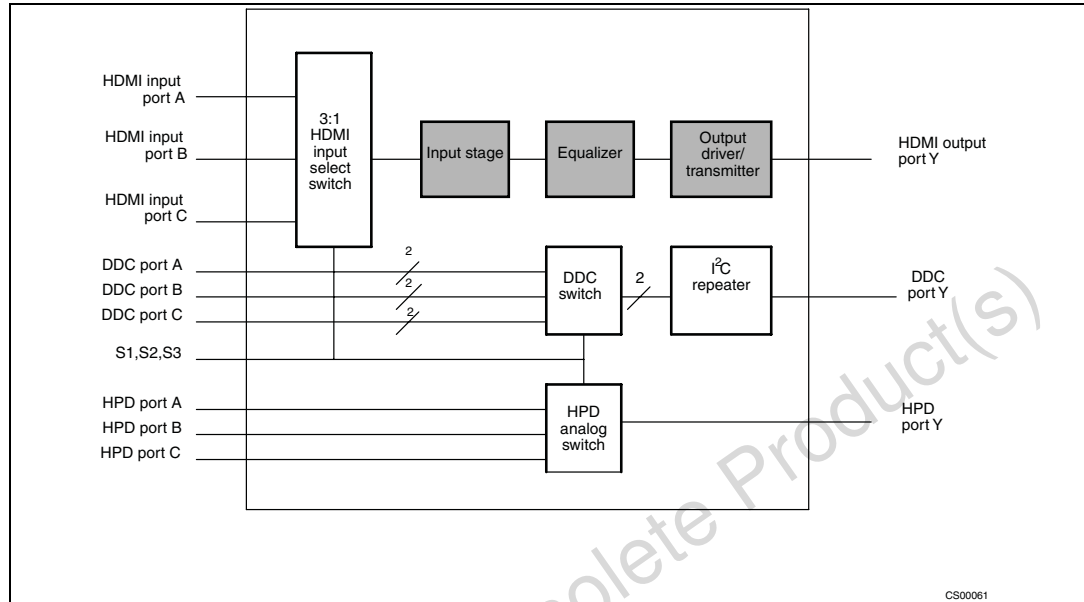 HDMI input
port A
HDMI input
port B
HDMI input
port C
3:1
HDMI
input
select
switch
Input stage
Equalizer
Output
driver/
transmitter
HDMI output
port Y
DDC port A
DDC port B
DDC port C
2
2
2
DDC
switch
2
I2C
repeater
DDC
port Y
S1,S2,S3
HPD port A
HPD port B
HPD port C
HPD
analog
switch
HPD
port Y
olete Product(s)
CS00061